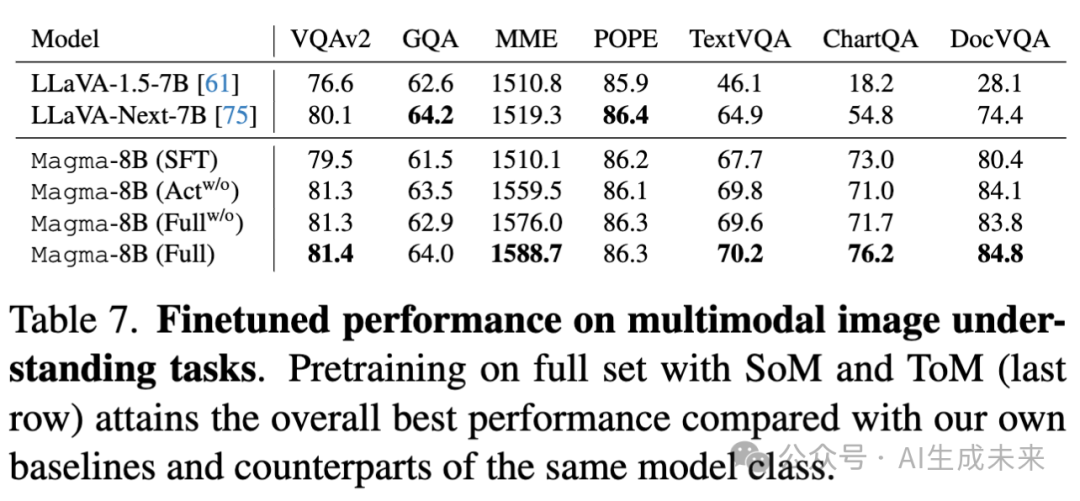 Model VQAv2 GQA MME POPE TextVQA ChartQA DocVQA
LLaVA-1.5-7B [61] 76.6 62.6 1510.8 85.9 46.1 18.2 28.1
LLaVA-Next-7B [75] 80.1 64.2 1519.3 86.4 64.9 54.8 74.4
Magma-8B (SFT) 79.5 61.5 1510.1 86.2 67.7 73.0 80.4
Magma-8B (Act^w/o) 81.3 63.5 1559.5 86.1 69.8 71.0 84.1
Magma-8B (Full^w/o) 81.3 62.9 1576.0 86.3 69.6 71.7 83.8
Magma-8B (Full) 81.4 64.0 1588.7 86.3 70.2 76.2 84.8
Table 7. Finetuned performance on multimodal image under-
standing tasks. Pretraining on full set with SoM and ToM (last
row) attains the overall best performance compared with our own
baselines and counterparts of the same model class.
公众号 · AI生成未来